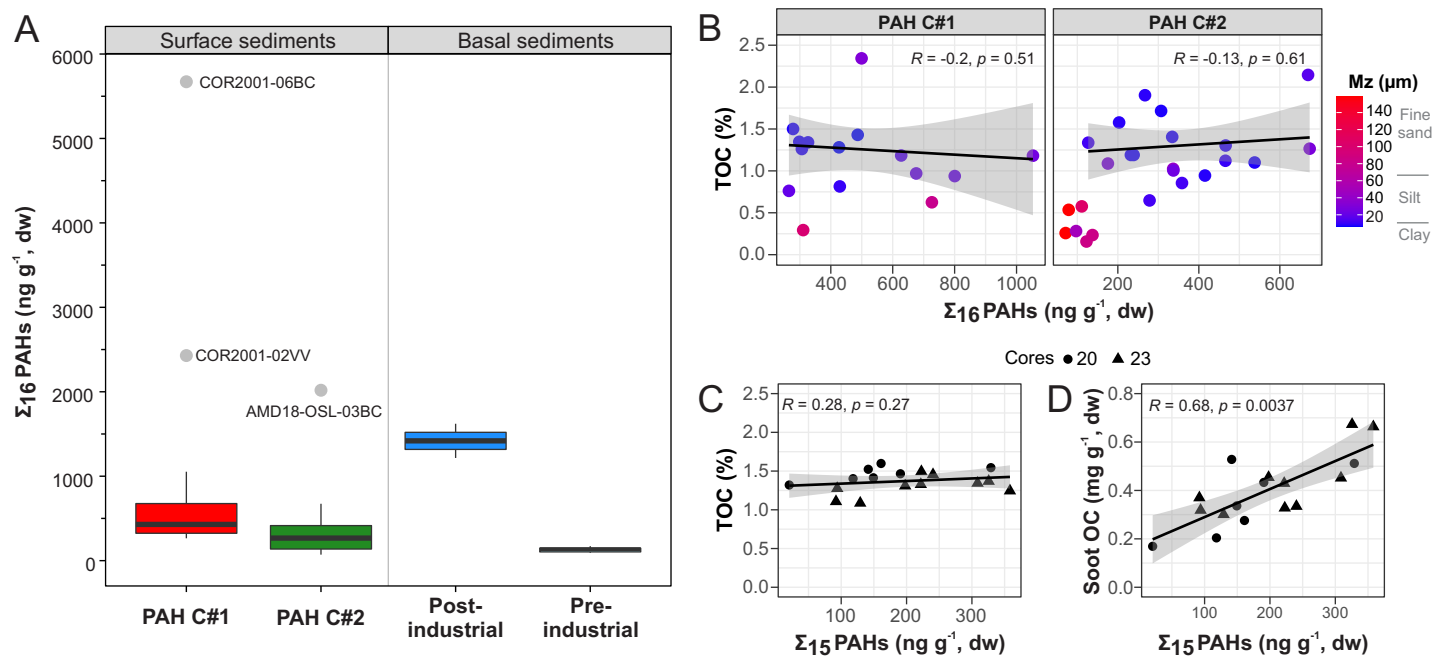 A
Surface sediments
Basal sediments
Σ16 PAHs (ng g-1, dw)
6000
5000
4000
3000
2000
1000
0
COR2001-06BC
COR2001-02VV
AMD18-OSL-03BC
PAH C#1
PAH C#2
Post-
industrial
Pre-
industrial
B
PAH C#1
PAH C#2
TOC (%)
2.5
2.0
1.5
1.0
0.5
0.0
R = -0.2, p = 0.51
R = -0.13, p = 0.61
400
600
800
1000
200
400
600
Σ16 PAHs (ng g-1, dw)
Mz (µm)
140
120
100
80
60
40
20
Fine
sand
Silt
Clay
Cores 20 23
C
TOC (%)
2.5
2.0
1.5
1.0
1.5
0.0
R = 0.28, p = 0.27
100
200
300
Σ15 PAHs (ng g-1, dw)
D
Soot OC (mg g-1, dw)
0.8
0.6
0.4
0.2
0.0
R = 0.68, p = 0.0037
100
200
300
Σ15 PAHs (ng g-1, dw)